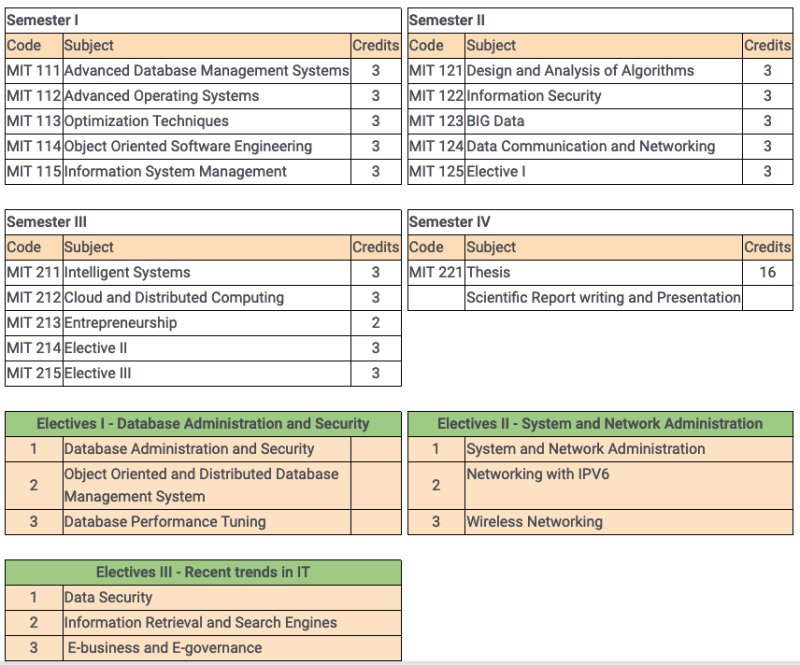 Semester I
Code Subject Credits
MIT 111 Advanced Database Management Systems 3
MIT 112 Advanced Operating Systems 3
MIT 113 Optimization Techniques 3
MIT 114 Object Oriented Software Engineering 3
MIT 115 Information System Management 3
Semester II
Code Subject Credits
MIT 121 Design and Analysis of Algorithms 3
MIT 122 Information Security 3
MIT 123 BIG Data 3
MIT 124 Data Communication and Networking 3
MIT 125 Elective I 3
Semester III
Code Subject Credits
MIT 211 Intelligent Systems 3
MIT 212 Cloud and Distributed Computing 3
MIT 213 Entrepreneurship 2
MIT 214 Elective II 3
MIT 215 Elective III 3
Semester IV
Code Subject Credits
MIT 221 Thesis 16
Scientific Report writing and Presentation
Electives I - Database Administration and Security
1 Database Administration and Security
2 Object Oriented and Distributed Database
Management System
3 Database Performance Tuning
Electives II - System and Network Administration
1 System and Network Administration
2 Networking with IPV6
3 Wireless Networking
Electives III - Recent trends in IT
1 Data Security
2 Information Retrieval and Search Engines
3 E-business and E-governance